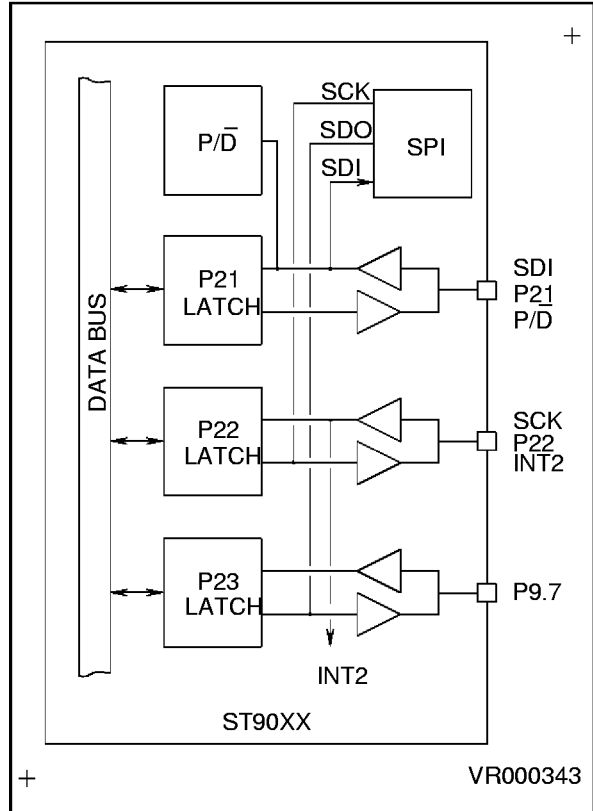 SCK
P/D̅
SDO
SPI
SDI
P21
LATCH
SDI
P21
P/D̅
DATA BUS
P22
LATCH
SCK
P22
INT2
P23
LATCH
P9.7
INT2
ST90XX
VR000343